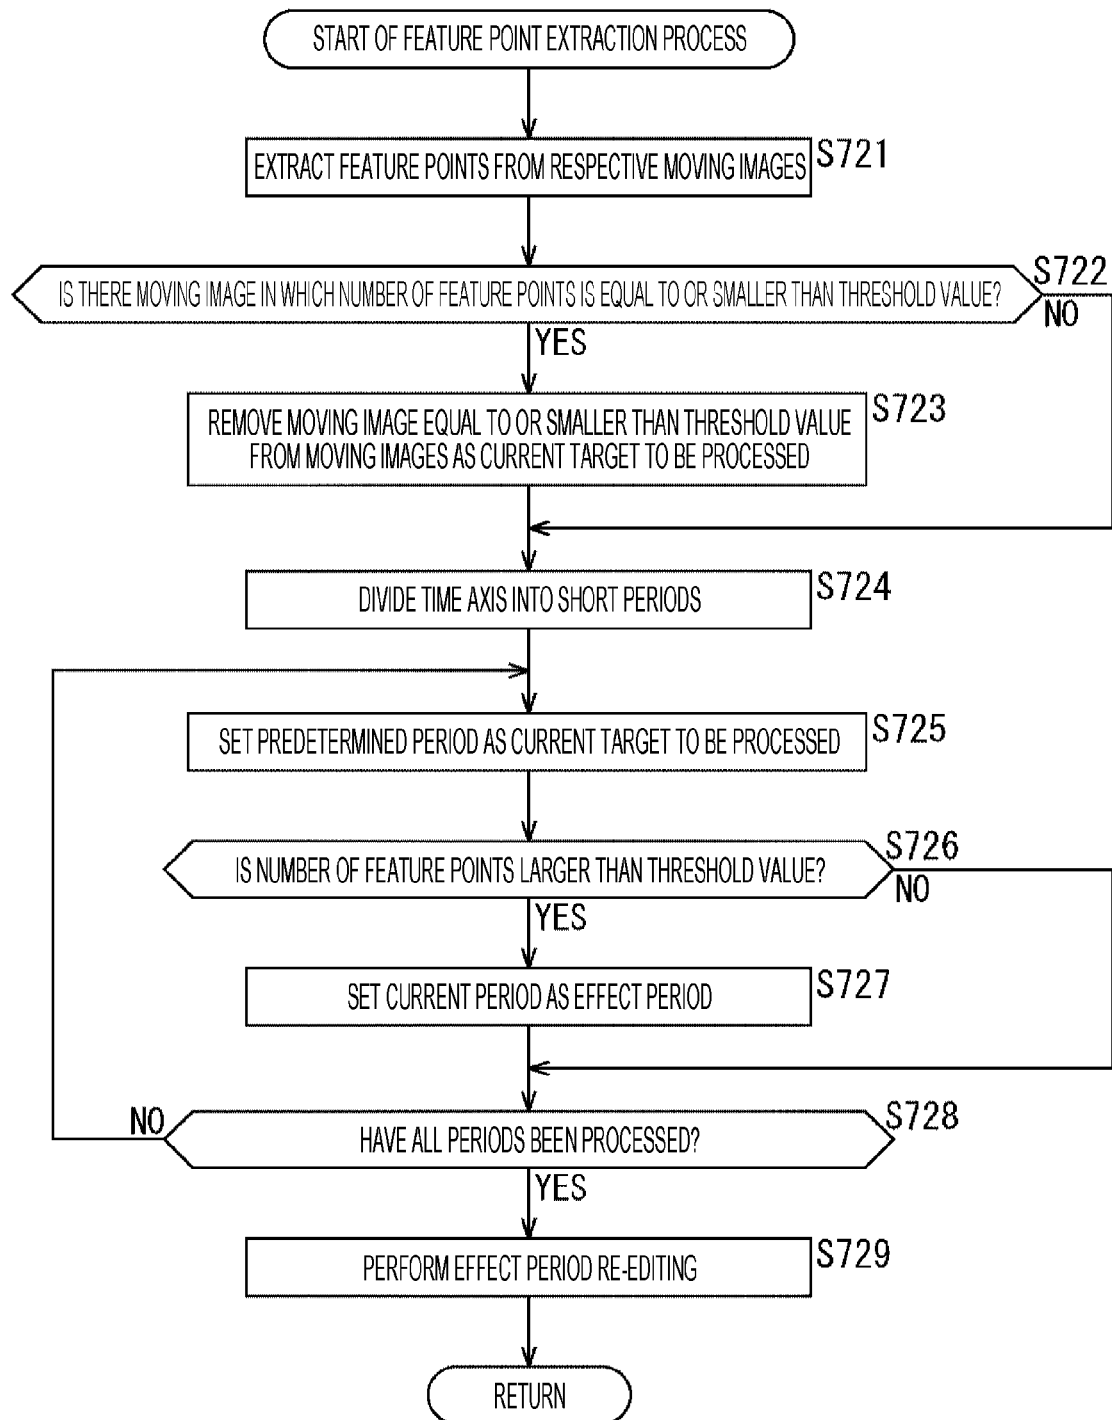 START OF FEATURE POINT EXTRACTION PROCESS
EXTRACT FEATURE POINTS FROM RESPECTIVE MOVING IMAGES
S721
IS THERE MOVING IMAGE IN WHICH NUMBER OF FEATURE POINTS IS EQUAL TO OR SMALLER THAN THRESHOLD VALUE?
S722
NO
YES
REMOVE MOVING IMAGE EQUAL TO OR SMALLER THAN THRESHOLD VALUE
FROM MOVING IMAGES AS CURRENT TARGET TO BE PROCESSED
S723
DIVIDE TIME AXIS INTO SHORT PERIODS
S724
SET PREDETERMINED PERIOD AS CURRENT TARGET TO BE PROCESSED
S725
IS NUMBER OF FEATURE POINTS LARGER THAN THRESHOLD VALUE?
S726
NO
YES
SET CURRENT PERIOD AS EFFECT PERIOD
S727
NO
HAVE ALL PERIODS BEEN PROCESSED?
S728
YES
PERFORM EFFECT PERIOD RE-EDITING
S729
RETURN